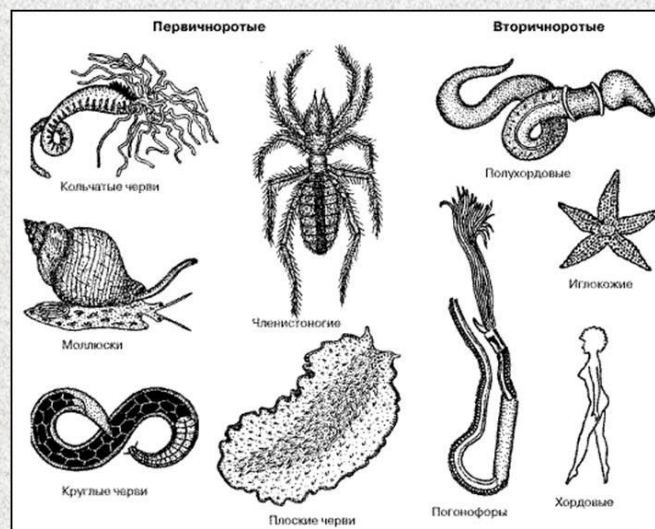 Первичноротые
Вторичноротые
Кольчатые черви
Полухордовые
Членистоногие
Иглокожие
Моллюски
Круглые черви
Плоские черви
Погонофоры
Хордовые